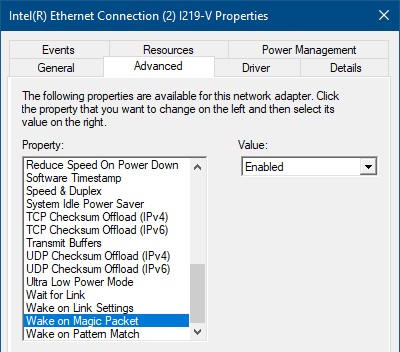 Intel(R) Ethernet Connection (2) I219-V Properties
Events
Resources
Power Management
General
Advanced
Driver
Details
The following properties are available for this network adapter. Click
the property that you want to change on the left and then select its
value on the right.
Property:
Value:
Reduce Speed On Power Down
Software Timestamp
Speed & Duplex
System Idle Power Saver
TCP Checksum Offload (IPv4)
TCP Checksum Offload (IPv6)
Transmit Buffers
UDP Checksum Offload (IPv4)
UDP Checksum Offload (IPv6)
Ultra Low Power Mode
Wait for Link
Wake on Link Settings
Wake on Magic Packet
Wake on Pattern Match
Enabled